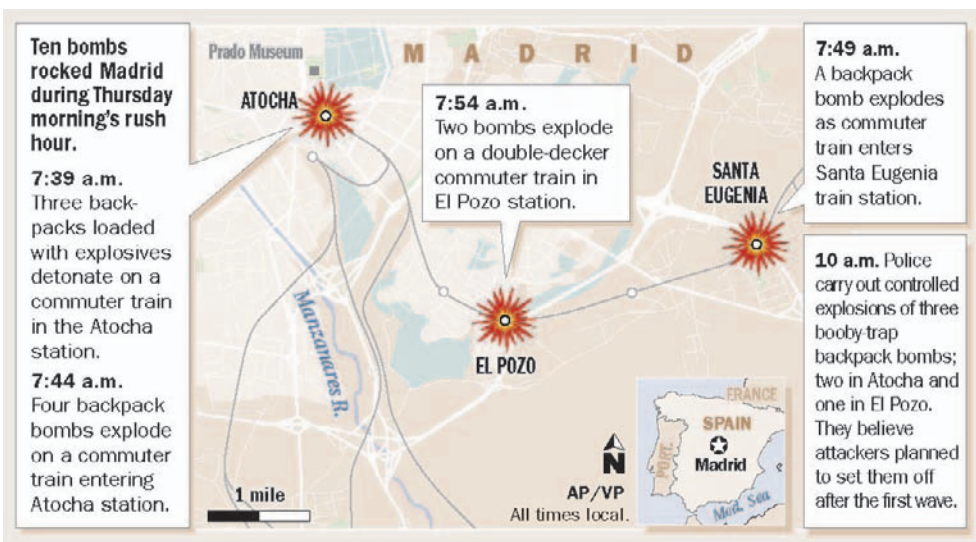 Ten bombs
rocked Madrid
during Thursday
morning's rush
hour.
7:39 a.m.
Three back-
packs loaded
with explosives
detonate on a
commuter train
in the Atocha
station.
7:44 a.m.
Four backpack
bombs explode
on a commuter
train entering
Atocha station.
Prado Museum
MADRID
ATOCHA
7:54 a.m.
Two bombs explode
on a double-decker
commuter train in
El Pozo station.
SANTA
EUGENIA
7:49 a.m.
A backpack
bomb explodes
as commuter
train enters
Santa Eugenia
train station.
10 a.m. Police
carry out controlled
explosions of three
booby-trap
backpack bombs;
two in Atocha and
one in El Pozo.
They believe
attackers planned
to set them off
after the first wave.
Manzanares R.
EL POZO
1 mile
N
AP/VP
All times local.
FRANCE
SPAIN
PORT.
Madrid
Med. Sea